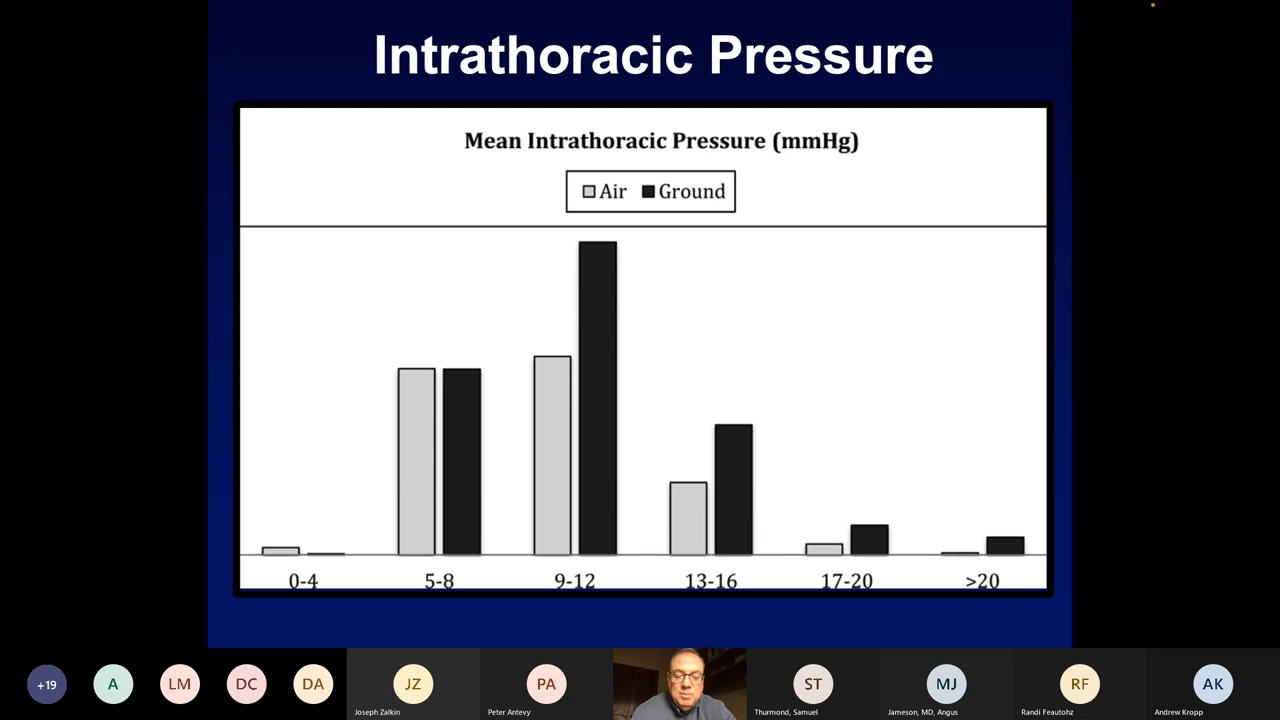 Intrathoracic Pressure
Mean Intrathoracic Pressure (mmHg)
Air Ground
0-4 5-8 9-12 13-16 17-20 >20
+19 A LM DC DA JZ PA ST MJ RF AK
Joseph Zalkin Peter Antevy Thurmond, Samuel Jameson, MD, Angus Randi Feautohz Andrew Kropp